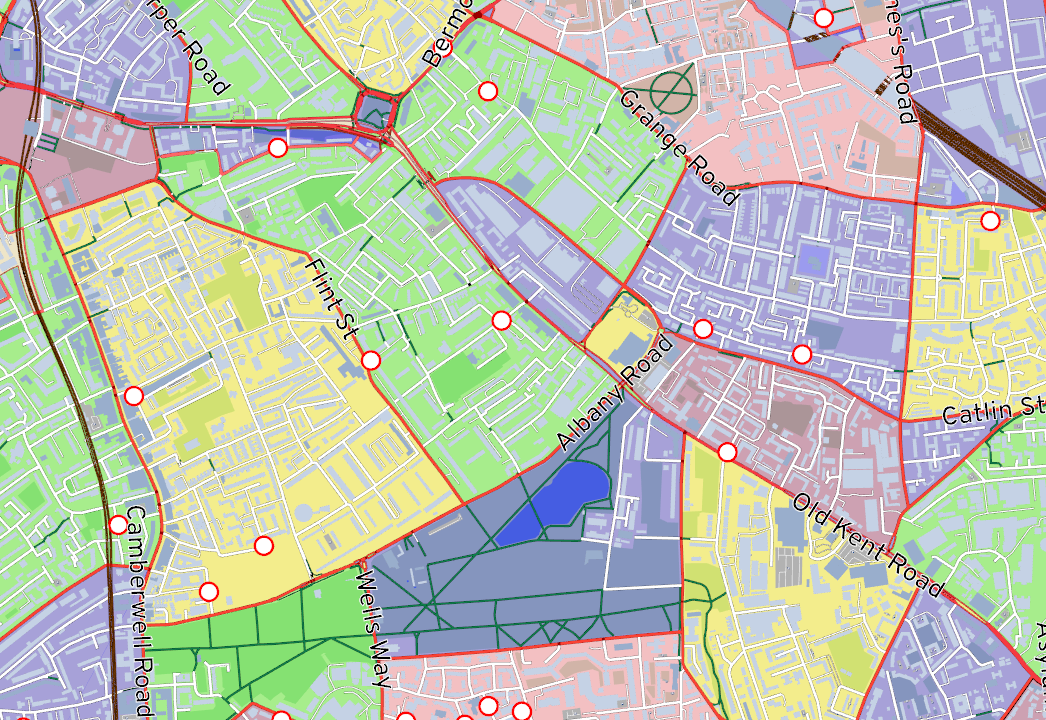 rper Road
Bermo
nes's Road
Grange Road
Flint St
Albany Road
Catlin St
Old Kent Road
Camberwell Road
Wells Way
Asy